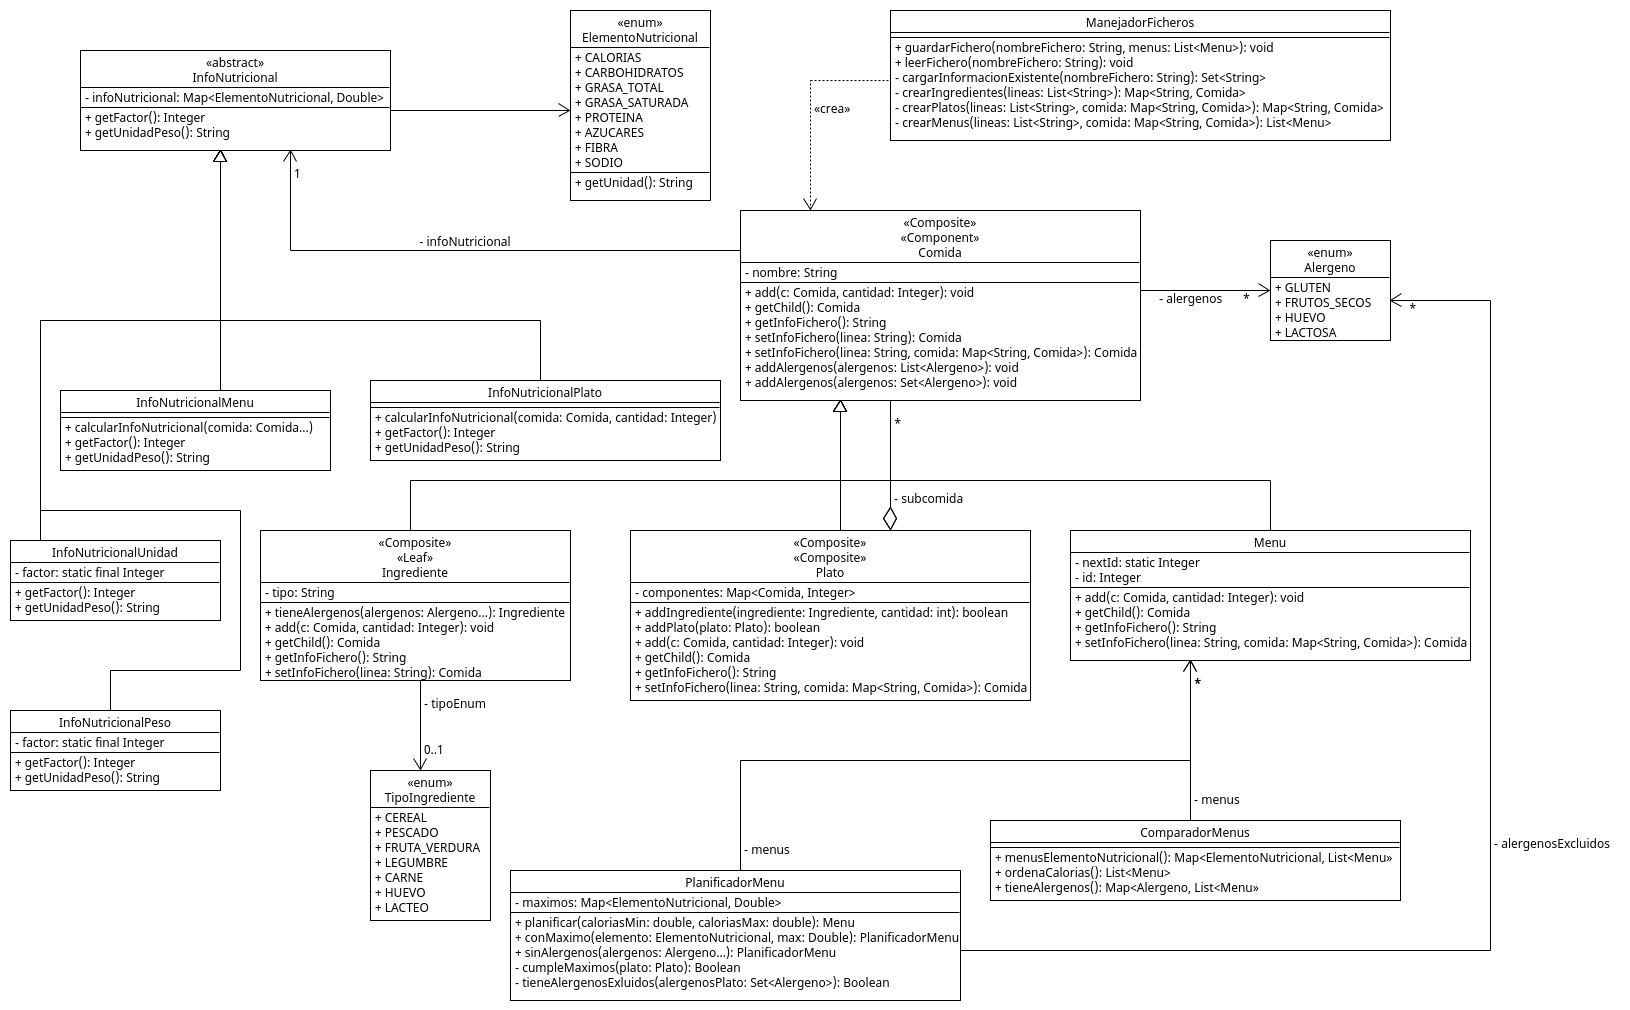 «abstract»
InfoNutricional
- infoNutricional: Map<ElementoNutricional, Double>
+ getFactor(): Integer
+ getUnidadPeso(): String
«enum»
ElementoNutricional
+ CALORIAS
+ CARBOHIDRATOS
+ GRASA_TOTAL
+ GRASA_SATURADA
+ PROTEINA
+ AZUCARES
+ FIBRA
+ SODIO
+ getUnidad(): String
ManejadorFicheros
+ guardarFichero(nombreFichero: String, menus: List<Menu>): void
+ leerFichero(nombreFichero: String): void
- cargarInformacionExistente(nombreFichero: String): Set<String>
- crearIngredientes(lineas: List<String>): Map<String, Comida>
- crearPlatos(lineas: List<String>, comida: Map<String, Comida>): Map<String, Comida>
- crearMenus(lineas: List<String>, comida: Map<String, Comida>): List<Menu>
«crea»
1
- infoNutricional
«Composite»
«Component»
Comida
- nombre: String
+ add(c: Comida, cantidad: Integer): void
+ getChild(): Comida
+ getInfoFichero(): String
+ setInfoFichero(linea: String): Comida
+ setInfoFichero(linea: String, comida: Map<String, Comida>): Comida
+ addAlergenos(alergenos: List<Alergeno>): void
+ addAlergenos(alergenos: Set<Alergeno>): void
- alergenos
*
«enum»
Alergeno
+ GLUTEN
+ FRUTOS_SECOS
+ HUEVO
+ LACTOSA
*
InfoNutricionalMenu
+ calcularInfoNutricional(comida: Comida...)
+ getFactor(): Integer
+ getUnidadPeso(): String
InfoNutricionalPlato
+ calcularInfoNutricional(comida: Comida, cantidad: Integer)
+ getFactor(): Integer
+ getUnidadPeso(): String
*
- subcomida
InfoNutricionalUnidad
- factor: static final Integer
+ getFactor(): Integer
+ getUnidadPeso(): String
«Composite»
«Leaf»
Ingrediente
- tipo: String
+ tieneAlergenos(alergenos: Alergeno...): Ingrediente
+ add(c: Comida, cantidad: Integer): void
+ getChild(): Comida
+ getInfoFichero(): String
+ setInfoFichero(linea: String): Comida
«Composite»
«Composite»
Plato
- componentes: Map<Comida, Integer>
+ addIngrediente(ingrediente: Ingrediente, cantidad: int): boolean
+ addPlato(plato: Plato): boolean
+ add(c: Comida, cantidad: Integer): void
+ getChild(): Comida
+ getInfoFichero(): String
+ setInfoFichero(linea: String, comida: Map<String, Comida>): Comida
Menu
- nextId: static Integer
- id: Integer
+ add(c: Comida, cantidad: Integer): void
+ getChild(): Comida
+ getInfoFichero(): String
+ setInfoFichero(linea: String, comida: Map<String, Comida>): Comida
*
InfoNutricionalPeso
- factor: static final Integer
+ getFactor(): Integer
+ getUnidadPeso(): String
- tipoEnum
0..1
«enum»
TipoIngrediente
+ CEREAL
+ PESCADO
+ FRUTA_VERDURA
+ LEGUMBRE
+ CARNE
+ HUEVO
+ LACTEO
- menus
- menus
ComparadorMenus
+ menusElementoNutricional(): Map<ElementoNutricional, List<Menu»
+ ordenaCalorias(): List<Menu>
+ tieneAlergenos(): Map<Alergeno, List<Menu»
- alergenosExcluidos
PlanificadorMenu
- maximos: Map<ElementoNutricional, Double>
+ planificar(caloriasMin: double, caloriasMax: double): Menu
+ conMaximo(elemento: ElementoNutricional, max: Double): PlanificadorMenu
+ sinAlergenos(alergenos: Alergeno...): PlanificadorMenu
- cumpleMaximos(plato: Plato): Boolean
- tieneAlergenosExluidos(alergenosPlato: Set<Alergeno>): Boolean